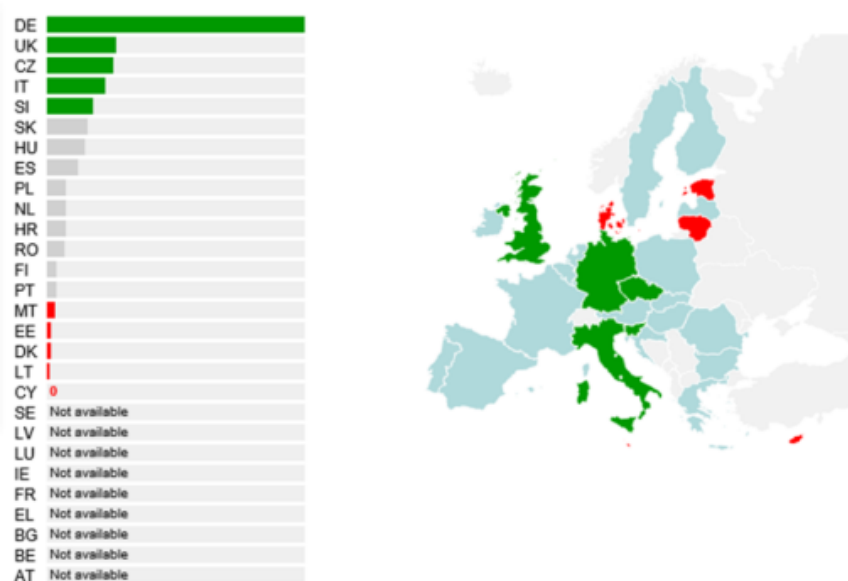 DE
UK
CZ
IT
SI
SK
HU
ES
PL
NL
HR
RO
FI
PT
MT
EE
DK
LT
CY 0
SE Not available
LV Not available
LU Not available
IE Not available
FR Not available
EL Not available
BG Not available
BE Not available
AT Not available